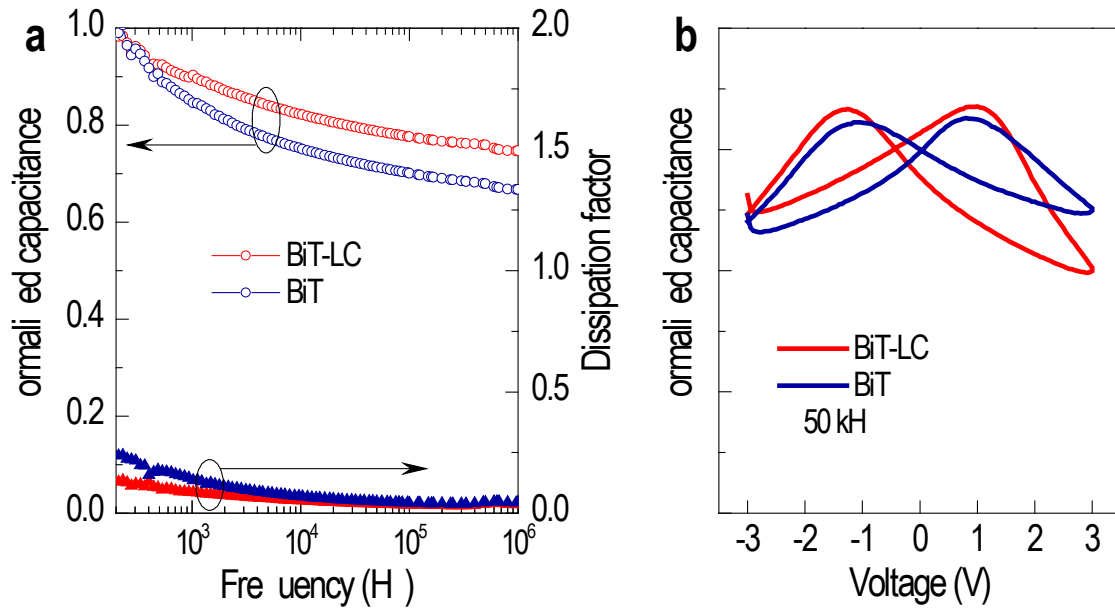 a
1.0
0.8
0.6
0.4
0.2
0.0
ormali ed capacitance
2.0
1.5
1.0
0.5
0.0
Dissipation factor
BiT-LC
BiT
10³ 10⁴ 10⁵ 10⁶
Fre uency (H )
b
ormali ed capacitance
BiT-LC
BiT
50 kH
-3 -2 -1 0 1 2 3
Voltage (V)